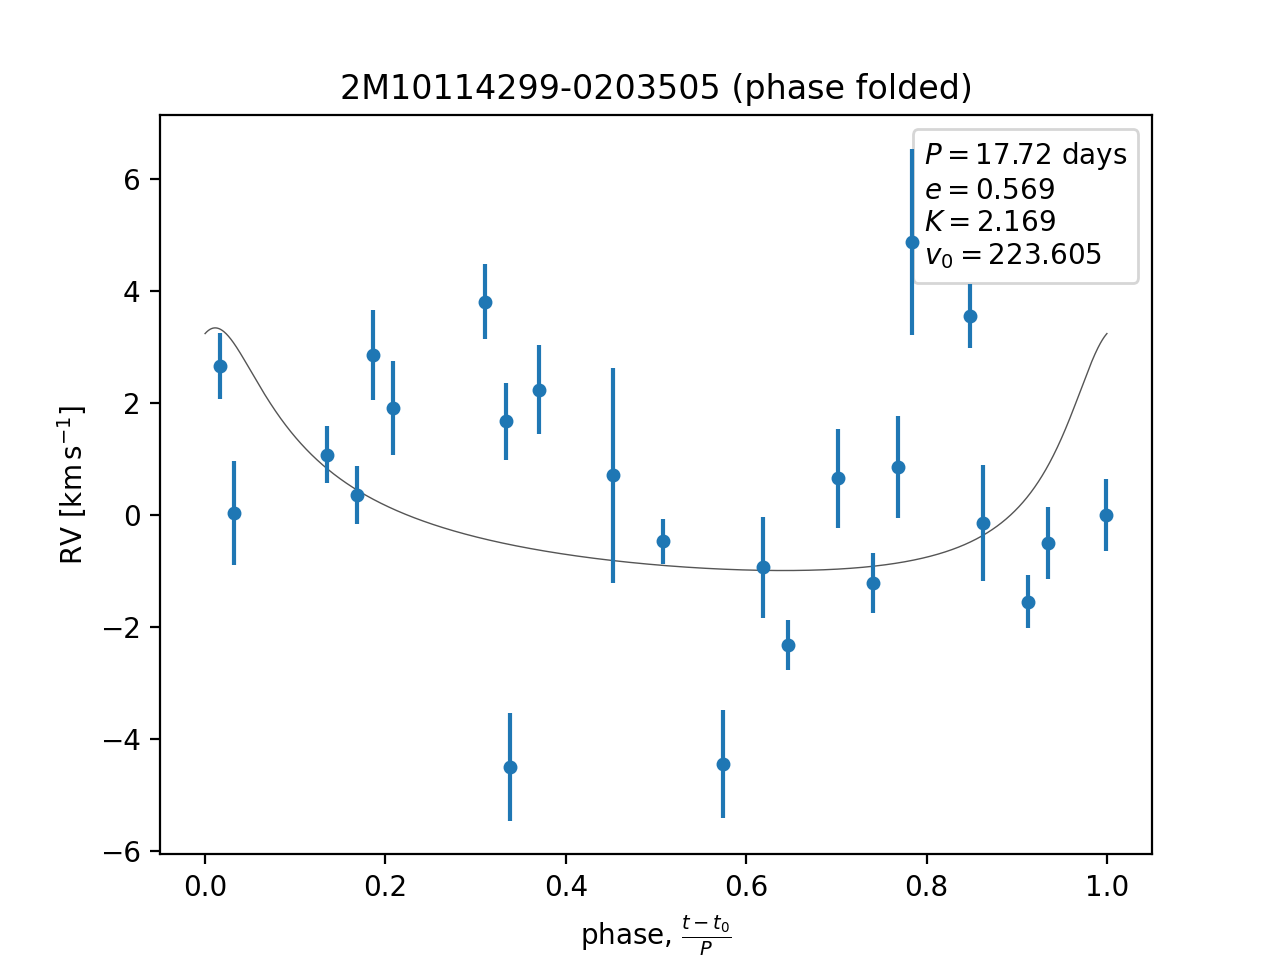 2M10114299-0203505 (phase folded)
P = 17.72 days
e = 0.569
K = 2.169
v₀ = 223.605
RV [km s⁻¹]
6
4
2
0
−2
−4
−6
0.0 0.2 0.4 0.6 0.8 1.0
phase, (t − t₀)/P